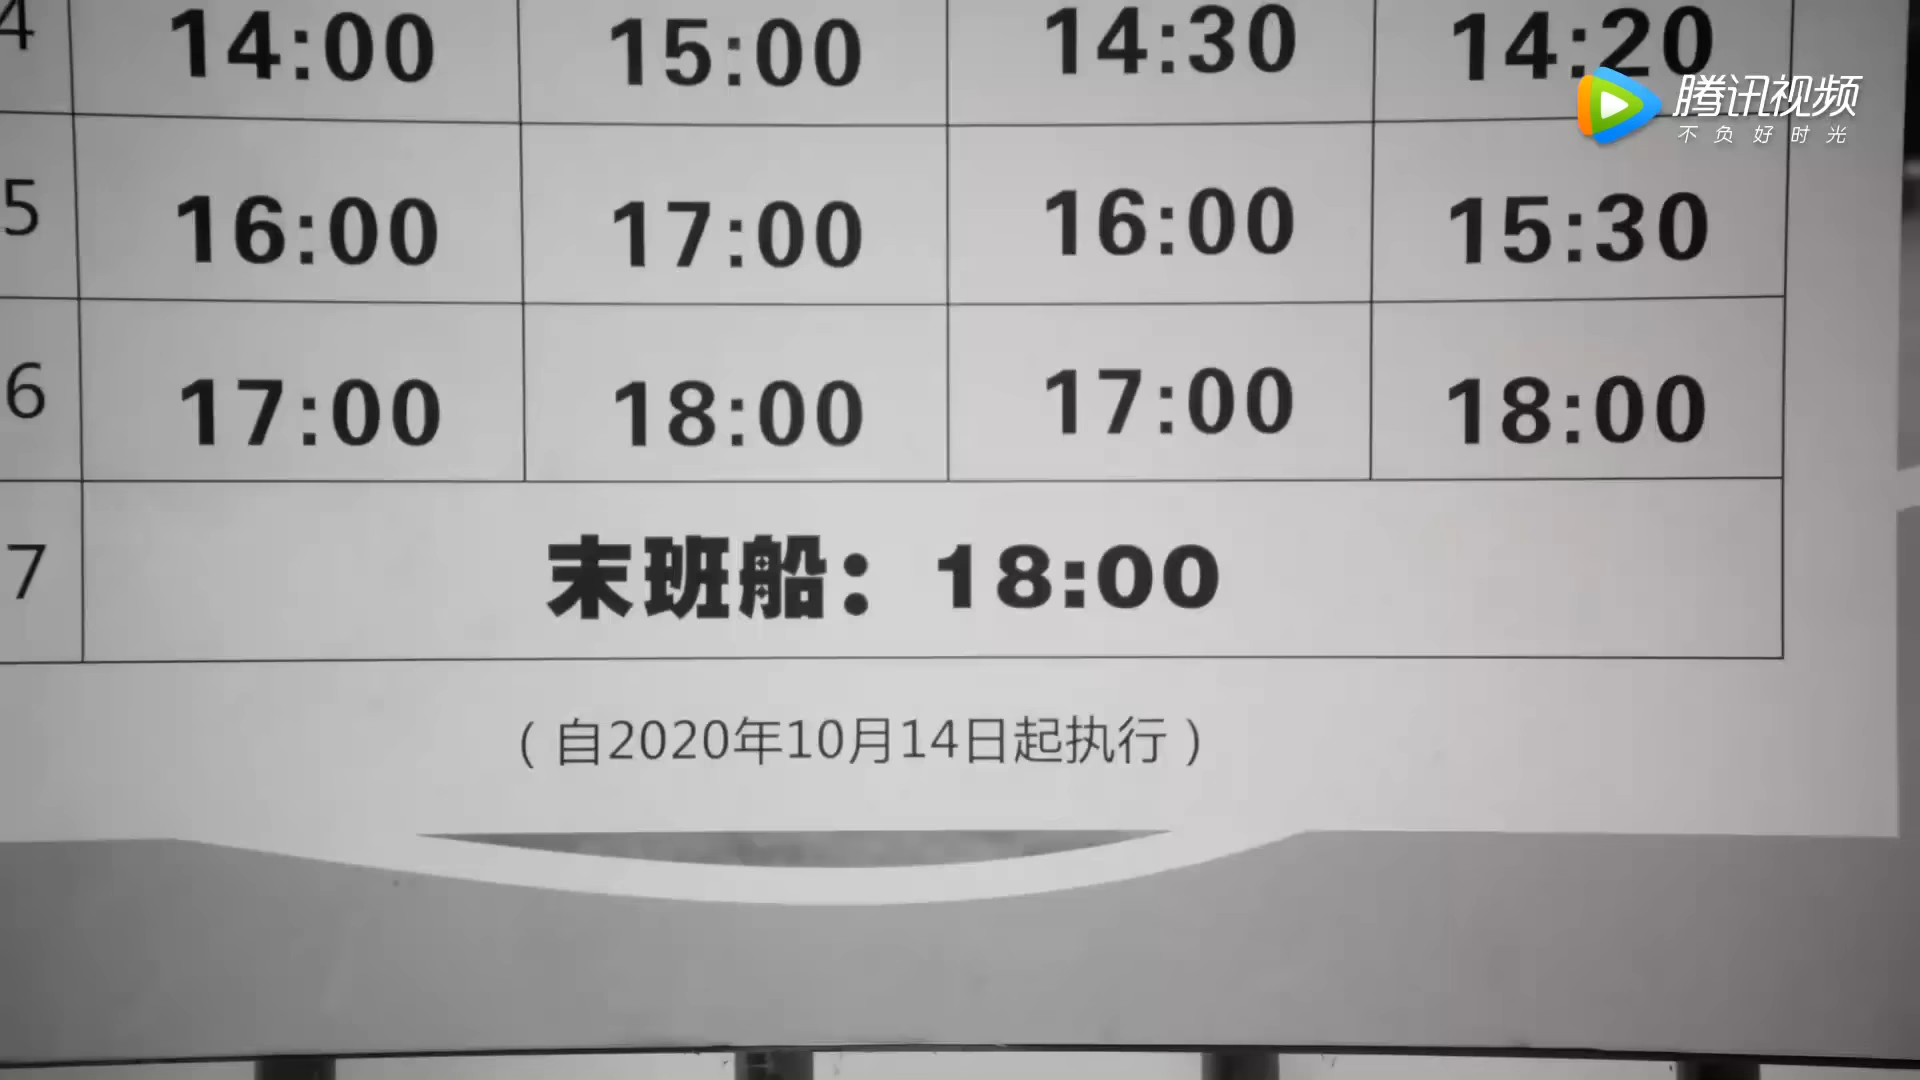 4 14:00 15:00 14:30 14:20
腾讯视频
不负好时光
5 16:00 17:00 16:00 15:30
6 17:00 18:00 17:00 18:00
7 末班船：18:00
（自2020年10月14日起执行）